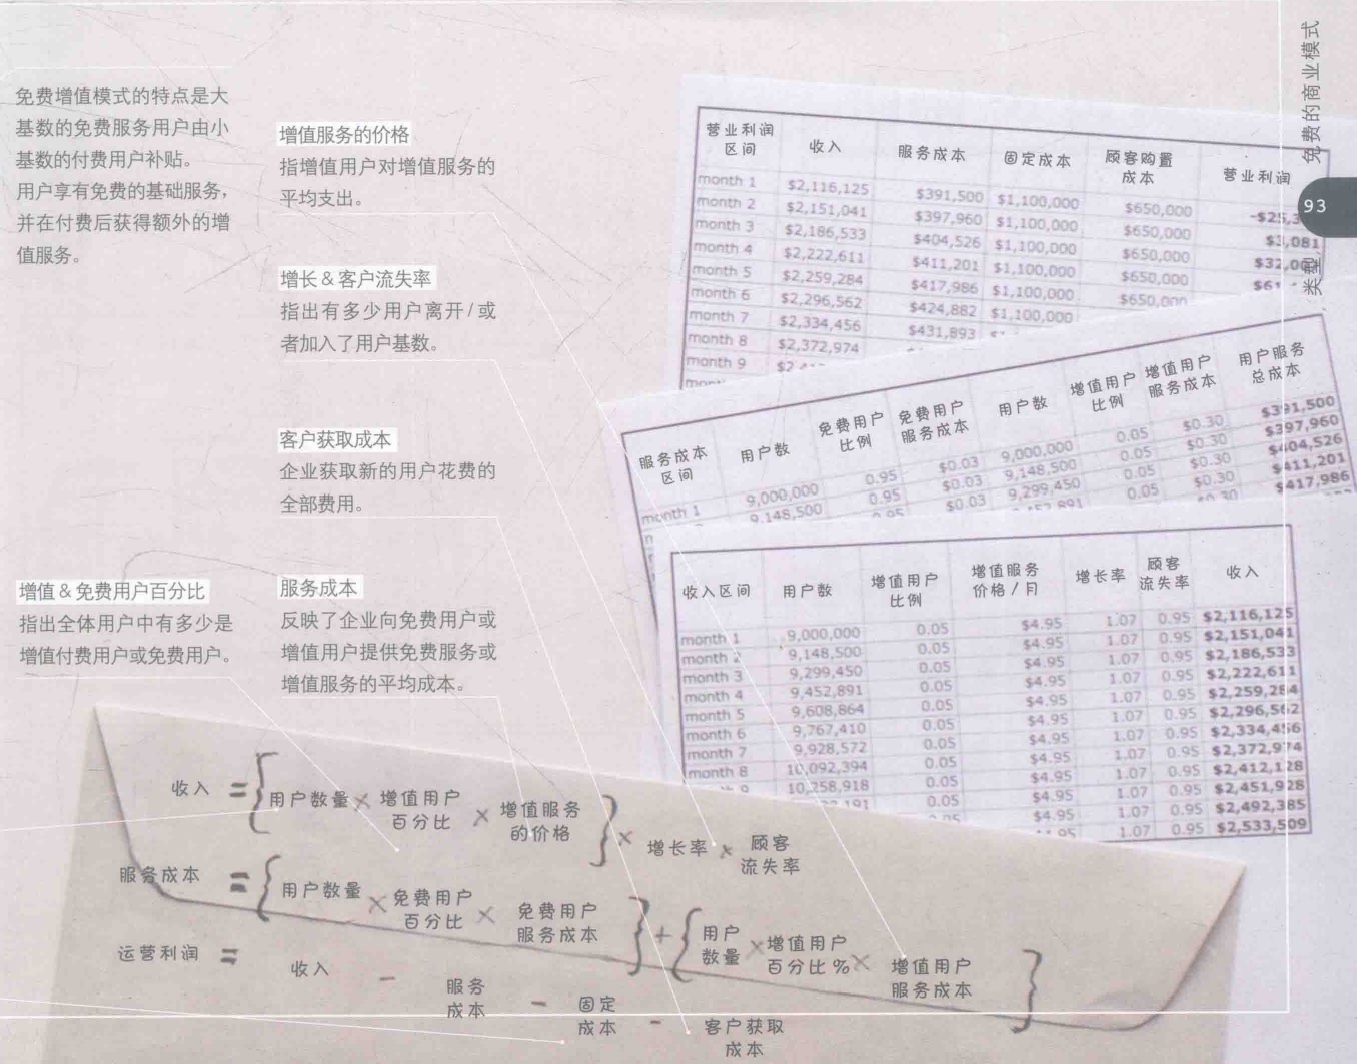 免费增值模式的特点是大
基数的免费服务用户由小
基数的付费用户补贴。
用户享有免费的基础服务，
并在付费后获得额外的增
值服务。
增值服务的价格
指增值用户对增值服务的
平均支出。
增长＆客户流失率
指出有多少用户离开/或
者加入了用户基数。
客户获取成本
企业获取新的用户花费的
全部费用。
增值＆免费用户百分比
指出全体用户中有多少是
增值付费用户或免费用户。
服务成本
反映了企业向免费用户或
增值用户提供免费服务或
增值服务的平均成本。
免费的商业模式
93
类型
营业利润区间 收入 服务成本 固定成本 顾客购置成本 营业利润
month 1 $2,116,125 $391,500 $1,100,000 $650,000
month 2 $2,151,041 $397,960 $1,100,000 $650,000 $3,081
month 3 $2,186,533 $404,526 $1,100,000 $650,000
month 4 $2,222,611 $411,201 $1,100,000 $650,000
month 5 $2,259,284 $417,986 $1,100,000 $650,000
month 6 $2,296,562 $424,882 $1,100,000
month 7 $2,334,456 $431,893
month 8 $2,372,974
month 9
服务成本区间 用户数 免费用户比例 免费用户服务成本 用户数 增值用户比例 增值用户服务成本 用户服务总成本
month 1 9,000,000 0.95 $0.03 9,000,000 0.05 $0.30 $391,500
9,148,500 0.95 $0.03 9,148,500 0.05 $0.30 $397,960
$0.03 9,299,450 0.05 $0.30 $404,526
0.05 $0.30 $411,201
$417,986
收入区间 用户数 增值用户比例 增值服务价格/月 增长率 顾客流失率 收入
month 1 9,000,000 0.05 $4.95 1.07 0.95 $2,116,125
month 2 9,148,500 0.05 $4.95 1.07 0.95 $2,151,041
month 3 9,299,450 0.05 $4.95 1.07 0.95 $2,186,533
month 4 9,452,891 0.05 $4.95 1.07 0.95 $2,222,611
month 5 9,608,864 0.05 $4.95 1.07 0.95 $2,259,284
month 6 9,767,410 0.05 $4.95 1.07 0.95 $2,296,562
month 7 9,928,572 0.05 $4.95 1.07 0.95 $2,334,456
month 8 10,092,394 0.05 $4.95 1.07 0.95 $2,372,974
10,258,918 0.05 $4.95 1.07 0.95 $2,412,128
0.05 $4.95 1.07 0.95 $2,451,928
$4.95 1.07 0.95 $2,492,385
1.07 0.95 $2,533,509
收入 = {用户数量 × 增值用户百分比 × 增值服务的价格} × 增长率 × 顾客流失率
服务成本 = {用户数量 × 免费用户百分比 × 免费用户服务成本} + {用户数量 × 增值用户百分比% × 增值用户服务成本}
运营利润 = 收入 - 服务成本 - 固定成本 - 客户获取成本